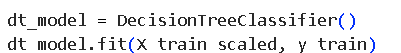 dt_model = DecisionTreeClassifier()
dt model.fit(X train scaled, y train)